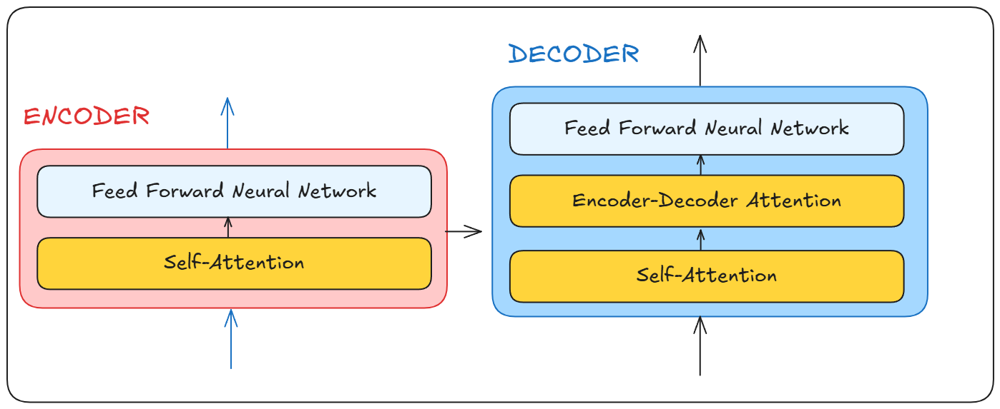 ENCODER
Feed Forward Neural Network
Self-Attention
DECODER
Feed Forward Neural Network
Encoder-Decoder Attention
Self-Attention